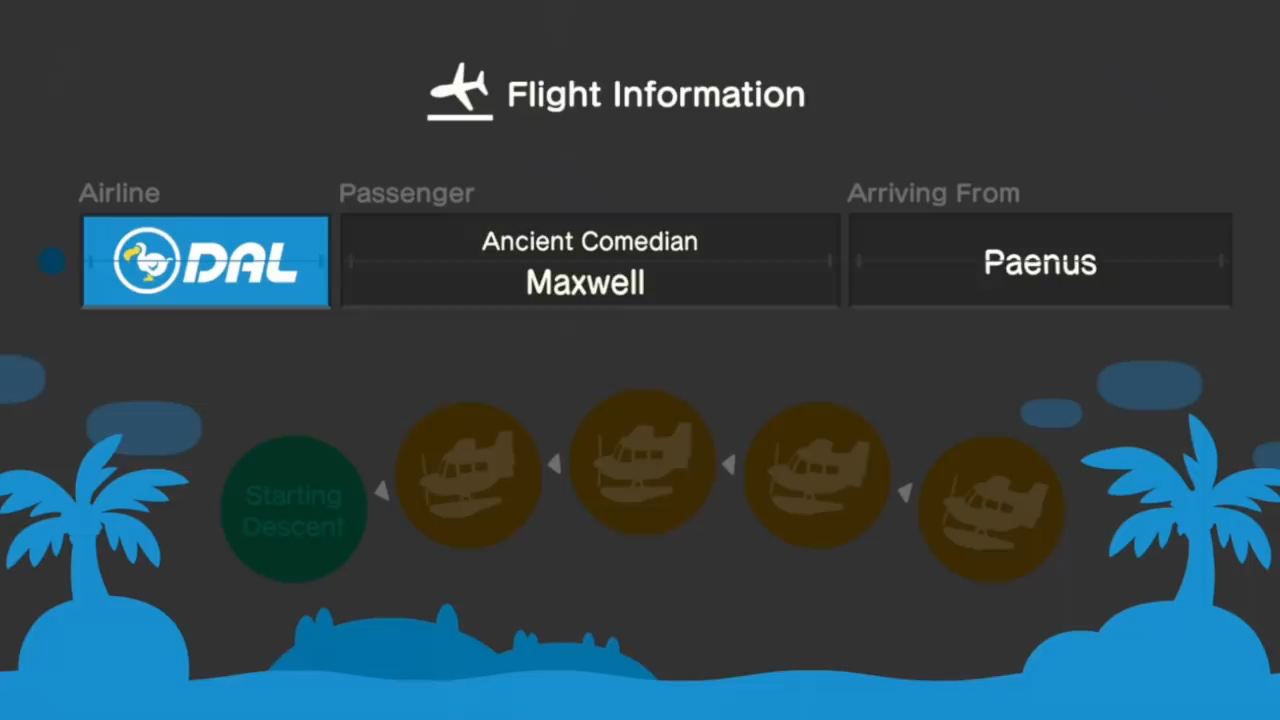 Flight Information
Airline
Passenger
Arriving From
DAL
Ancient Comedian
Maxwell
Paenus
Starting
Descent